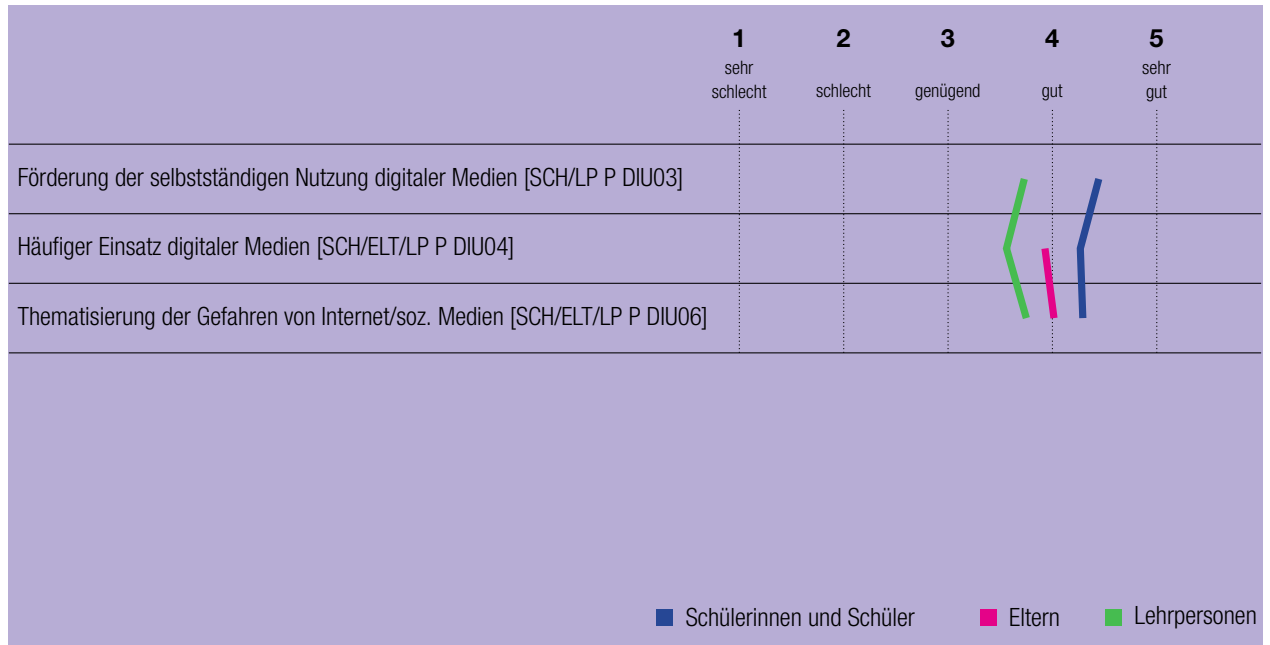 1 2 3 4 5
sehr schlecht schlecht genügend gut sehr gut
Förderung der selbstständigen Nutzung digitaler Medien [SCH/LP P DIU03]
Häufiger Einsatz digitaler Medien [SCH/ELT/LP P DIU04]
Thematisierung der Gefahren von Internet/soz. Medien [SCH/ELT/LP P DIU06]
Schülerinnen und Schüler Eltern Lehrpersonen